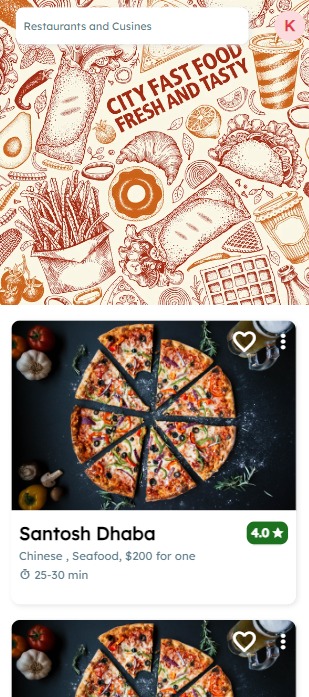 Restaurants and Cusines
K
CITY FAST FOOD
FRESH AND TASTY
Santosh Dhaba
4.0 ★
Chinese , Seafood, $200 for one
25-30 min